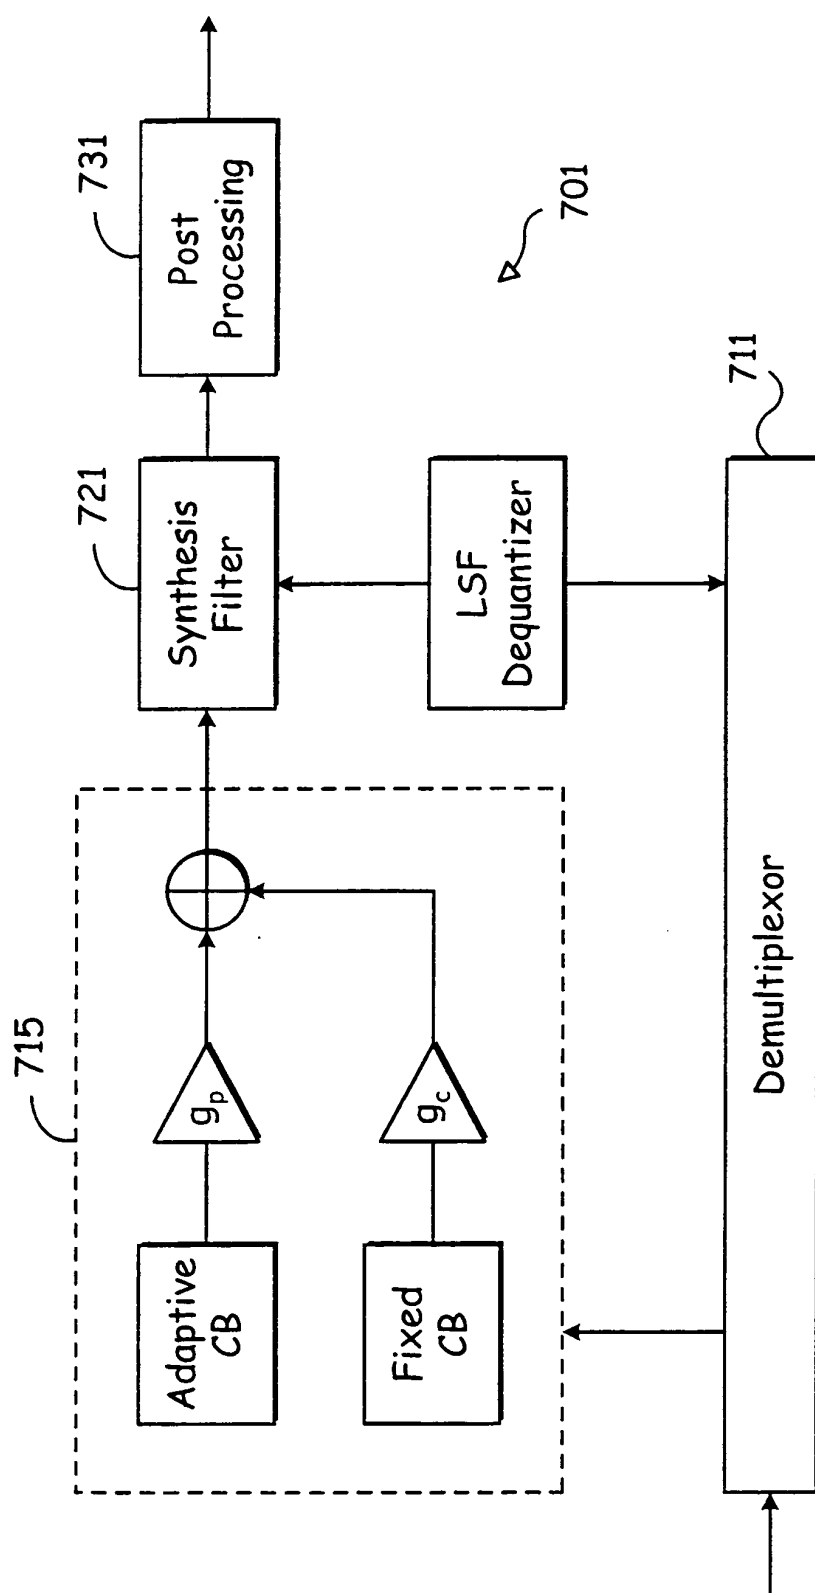 715
Adaptive
CB
g_p
Fixed
CB
g_c
721
Synthesis
Filter
731
Post
Processing
LSF
Dequantizer
701
711
Demultiplexor